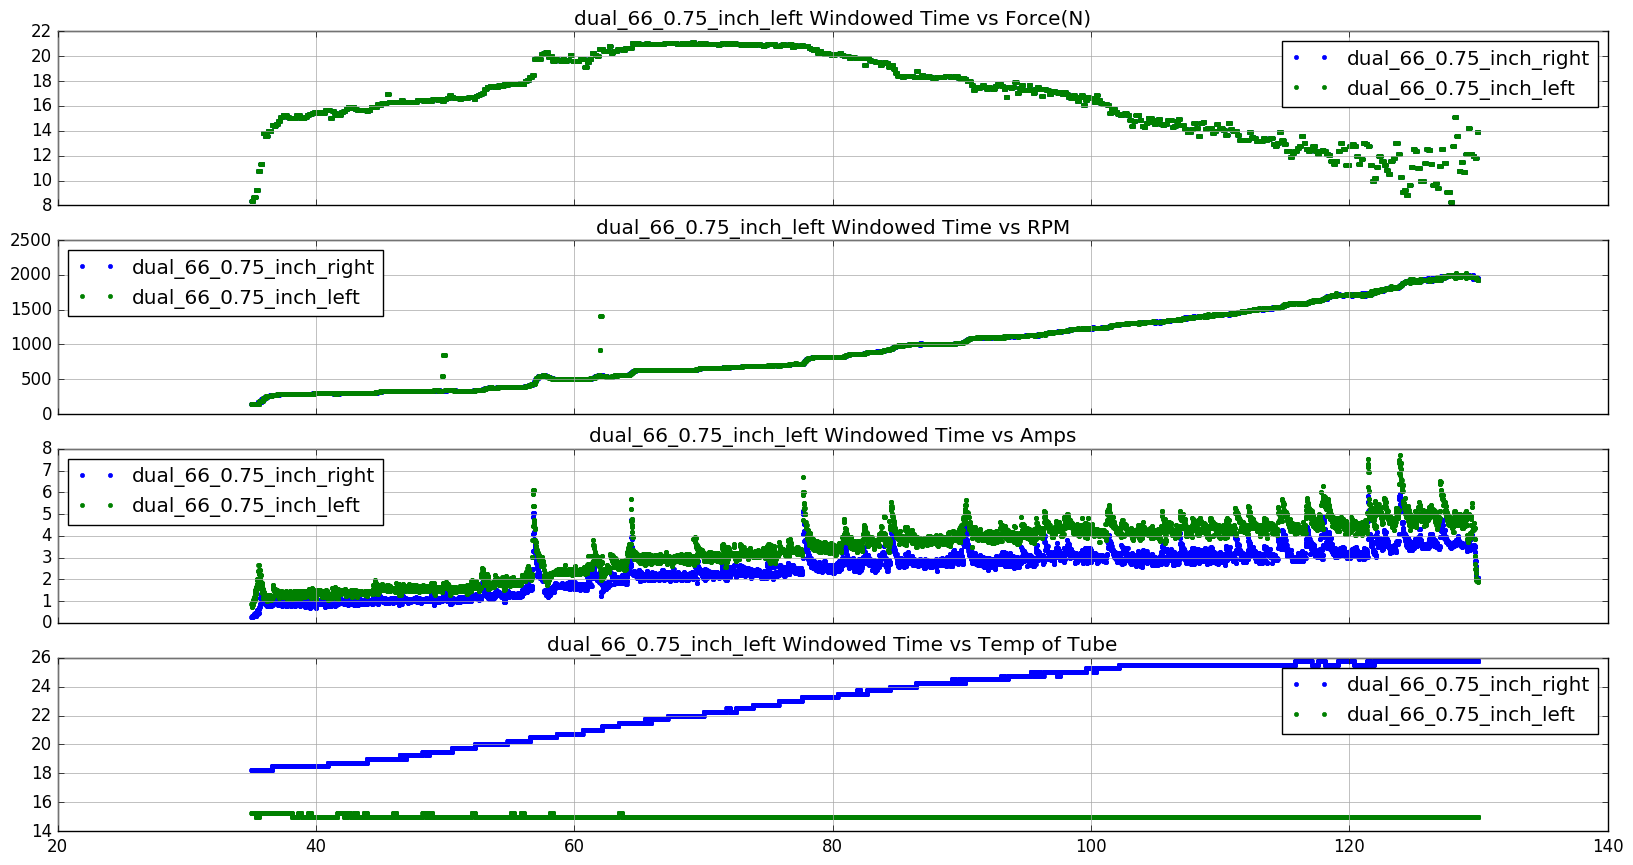 dual_66_0.75_inch_left Windowed Time vs Force(N)
22
20
18
16
14
12
10
8
dual_66_0.75_inch_right
dual_66_0.75_inch_left
dual_66_0.75_inch_left Windowed Time vs RPM
2500
2000
1500
1000
500
0
dual_66_0.75_inch_right
dual_66_0.75_inch_left
dual_66_0.75_inch_left Windowed Time vs Amps
8
7
6
5
4
3
2
1
0
dual_66_0.75_inch_right
dual_66_0.75_inch_left
dual_66_0.75_inch_left Windowed Time vs Temp of Tube
26
24
22
20
18
16
14
dual_66_0.75_inch_right
dual_66_0.75_inch_left
20 40 60 80 100 120 140